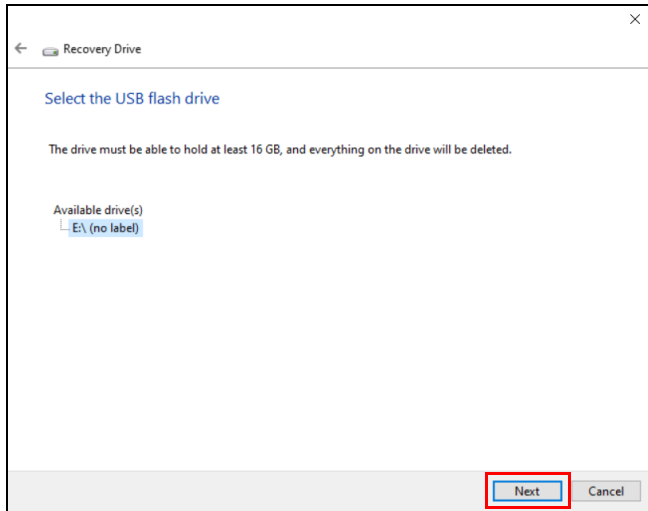 Recovery Drive
Select the USB flash drive
The drive must be able to hold at least 16 GB, and everything on the drive will be deleted.
Available drive(s)
E:\ (no label)
Next Cancel